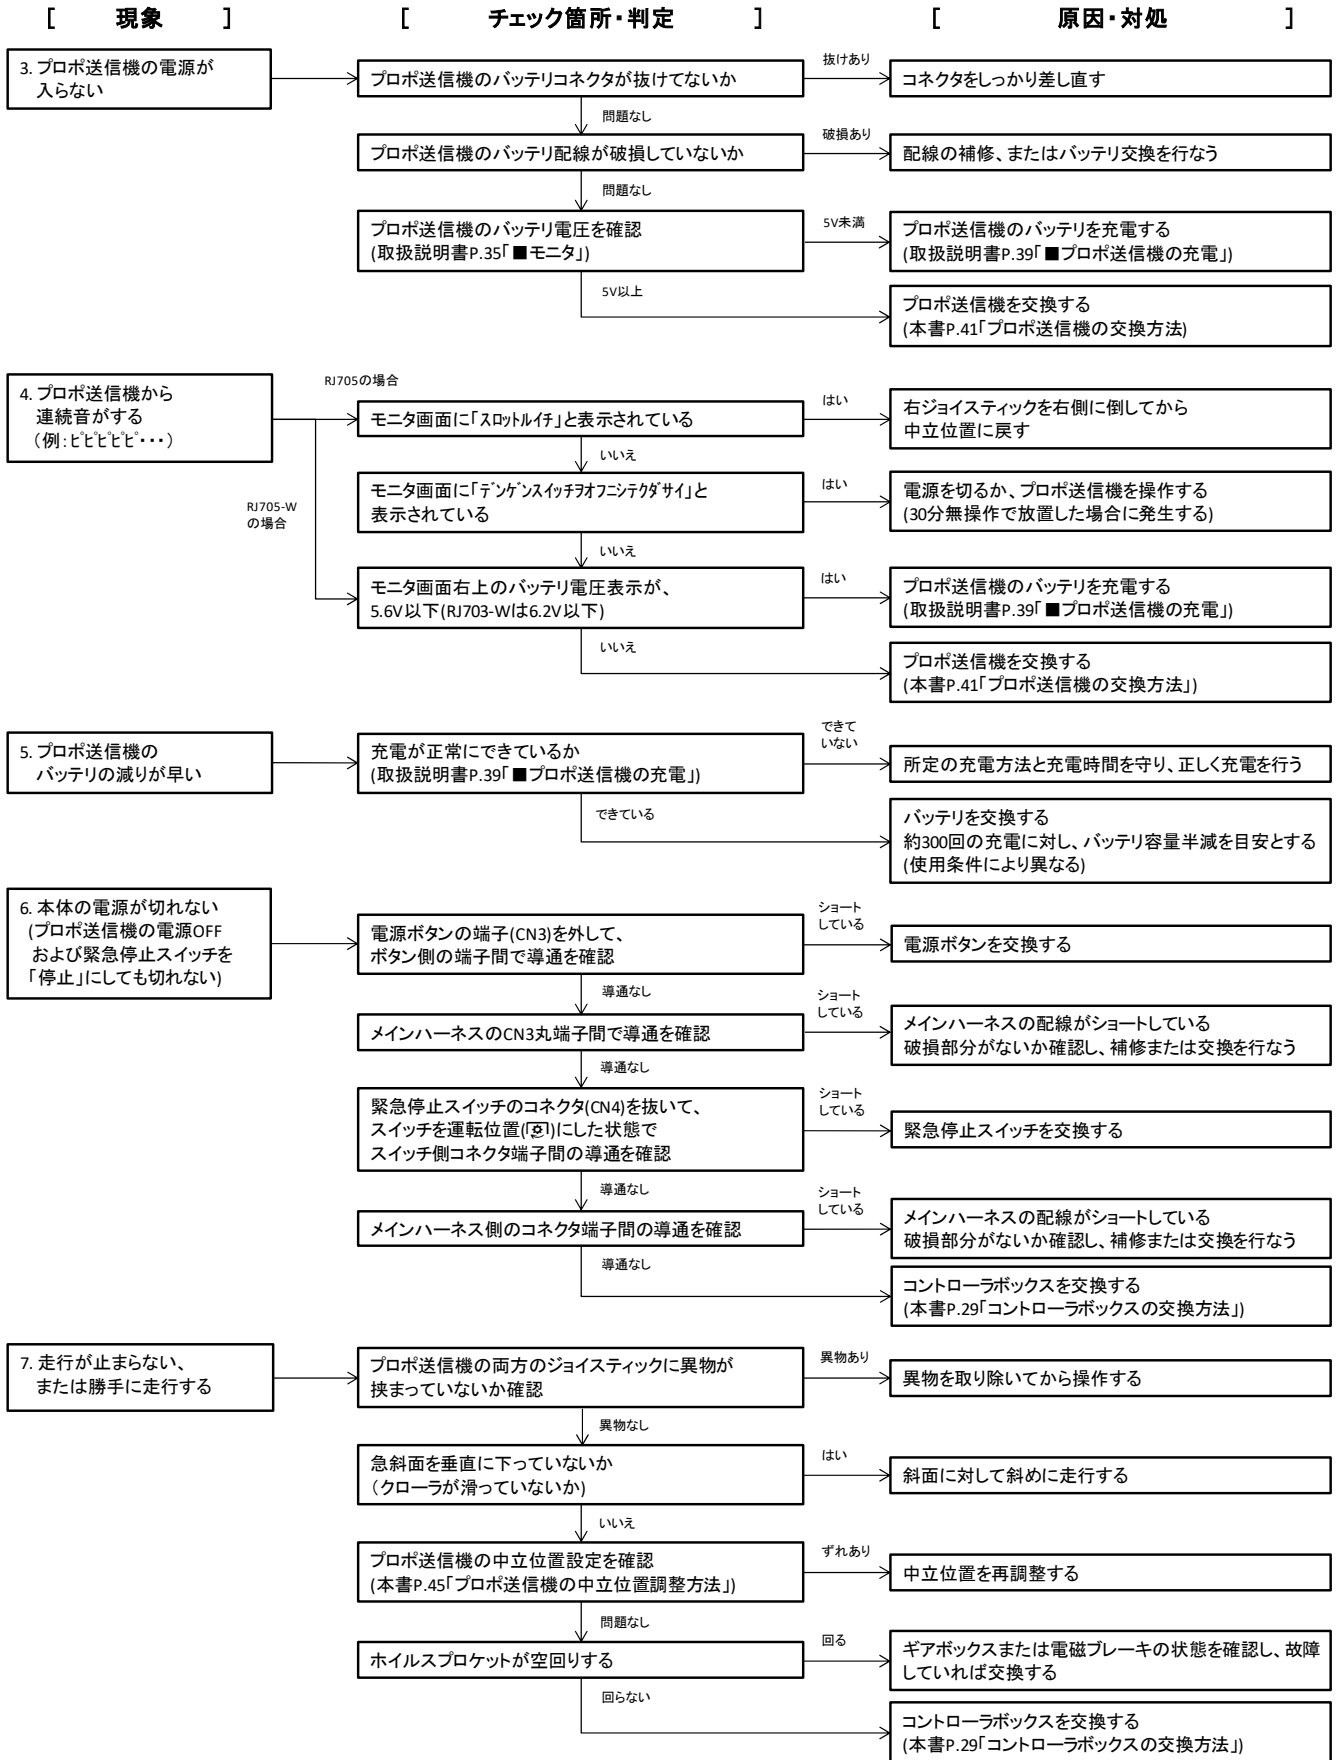 [ 現象 ] [ チェック箇所・判定 ] [ 原因・対処 ]
3. プロポ送信機の電源が
入らない
プロポ送信機のバッテリコネクタが抜けてないか
抜けあり
コネクタをしっかり差し直す
問題なし
プロポ送信機のバッテリ配線が破損していないか
破損あり
配線の補修、またはバッテリ交換を行なう
問題なし
プロポ送信機のバッテリ電圧を確認
(取扱説明書P.35「■モニタ」)
5V未満
プロポ送信機のバッテリを充電する
(取扱説明書P.39「■プロポ送信機の充電」)
5V以上
プロポ送信機を交換する
(本書P.41「プロポ送信機の交換方法)
4. プロポ送信機から
連続音がする
（例：ﾋﾟﾋﾟﾋﾟﾋﾟﾋﾟ・・・）
RJ705の場合
モニタ画面に「ｽﾛｯﾄﾙｲﾁ」と表示されている
はい
右ジョイスティックを右側に倒してから
中立位置に戻す
いいえ
RJ705-W
の場合
モニタ画面に「ﾃﾞﾝｹﾞﾝｽｲｯﾁｦｵﾌﾆｼﾃｸﾀﾞｻｲ」と
表示されている
はい
電源を切るか、プロポ送信機を操作する
(30分無操作で放置した場合に発生する)
いいえ
モニタ画面右上のバッテリ電圧表示が、
5.6V以下(RJ703-Wは6.2V以下)
はい
プロポ送信機のバッテリを充電する
(取扱説明書P.39「■プロポ送信機の充電」)
いいえ
プロポ送信機を交換する
(本書P.41「プロポ送信機の交換方法」)
5. プロポ送信機の
バッテリの減りが早い
充電が正常にできているか
(取扱説明書P.39「■プロポ送信機の充電」)
できて
いない
所定の充電方法と充電時間を守り、正しく充電を行う
できている
バッテリを交換する
約300回の充電に対し、バッテリ容量半減を目安とする
(使用条件により異なる)
6. 本体の電源が切れない
(プロポ送信機の電源OFF
および緊急停止スイッチを
「停止」にしても切れない)
電源ボタンの端子(CN3)を外して、
ボタン側の端子間で導通を確認
ショート
している
電源ボタンを交換する
導通なし
メインハーネスのCN3丸端子間で導通を確認
ショート
している
メインハーネスの配線がショートしている
破損部分がないか確認し、補修または交換を行なう
導通なし
緊急停止スイッチのコネクタ(CN4)を抜いて、
スイッチを運転位置(「」)にした状態で
スイッチ側コネクタ端子間の導通を確認
ショート
している
緊急停止スイッチを交換する
導通なし
メインハーネス側のコネクタ端子間の導通を確認
ショート
している
メインハーネスの配線がショートしている
破損部分がないか確認し、補修または交換を行なう
導通なし
コントローラボックスを交換する
(本書P.29「コントローラボックスの交換方法」)
7. 走行が止まらない、
または勝手に走行する
プロポ送信機の両方のジョイスティックに異物が
挟まっていないか確認
異物あり
異物を取り除いてから操作する
異物なし
急斜面を垂直に下っていないか
（クローラが滑っていないか)
はい
斜面に対して斜めに走行する
いいえ
プロポ送信機の中立位置設定を確認
(本書P.45「プロポ送信機の中立位置調整方法」)
ずれあり
中立位置を再調整する
問題なし
ホイルスプロケットが空回りする
回る
ギアボックスまたは電磁ブレーキの状態を確認し、故障
していれば交換する
回らない
コントローラボックスを交換する
(本書P.29「コントローラボックスの交換方法」)